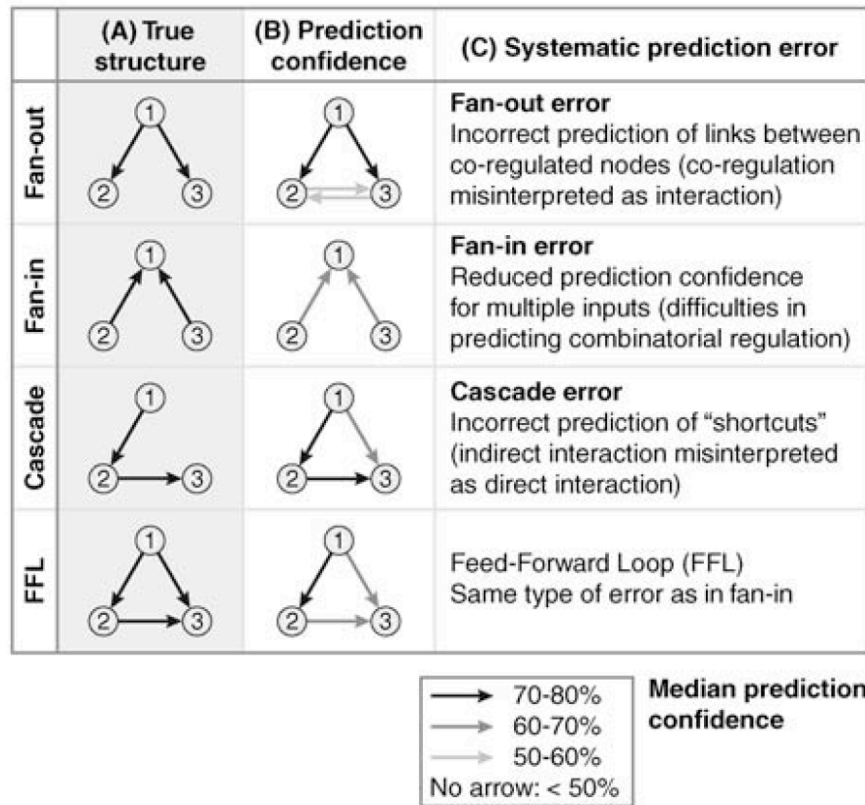 (A) True structure
(B) Prediction confidence
(C) Systematic prediction error
Fan-out
1
2
3
1
2
3
Fan-out error
Incorrect prediction of links between
co-regulated nodes (co-regulation
misinterpreted as interaction)
Fan-in
1
2
3
1
2
3
Fan-in error
Reduced prediction confidence
for multiple inputs (difficulties in
predicting combinatorial regulation)
Cascade
1
2
3
1
2
3
Cascade error
Incorrect prediction of “shortcuts”
(indirect interaction misinterpreted
as direct interaction)
FFL
1
2
3
1
2
3
Feed-Forward Loop (FFL)
Same type of error as in fan-in
70-80%
60-70%
50-60%
No arrow: < 50%
Median prediction
confidence